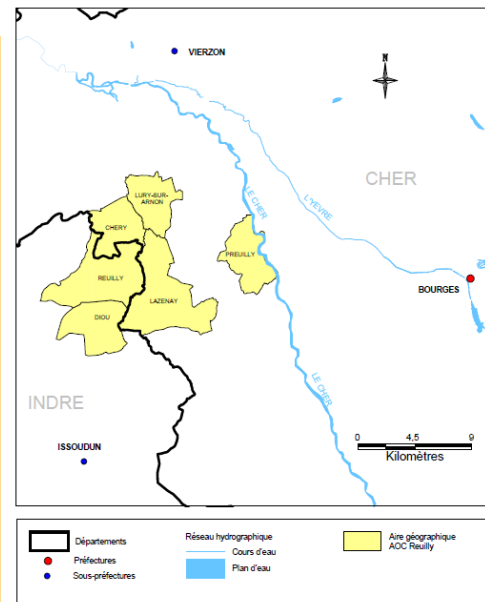 VIERZON
N
CHER
LURY-SUR-
ARNON
CHERY
LE CHER
L'YEVRE
PREUILLY
REUILLY
LAZENAY
BOURGES
DIOU
LE CHER
INDRE
ISSOUDUN
0 4,5 9
Kilomètres
Départements
Préfectures
Sous-préfectures
Réseau hydrographique
Cours d'eau
Plan d'eau
Aire géographique
AOC Reuilly